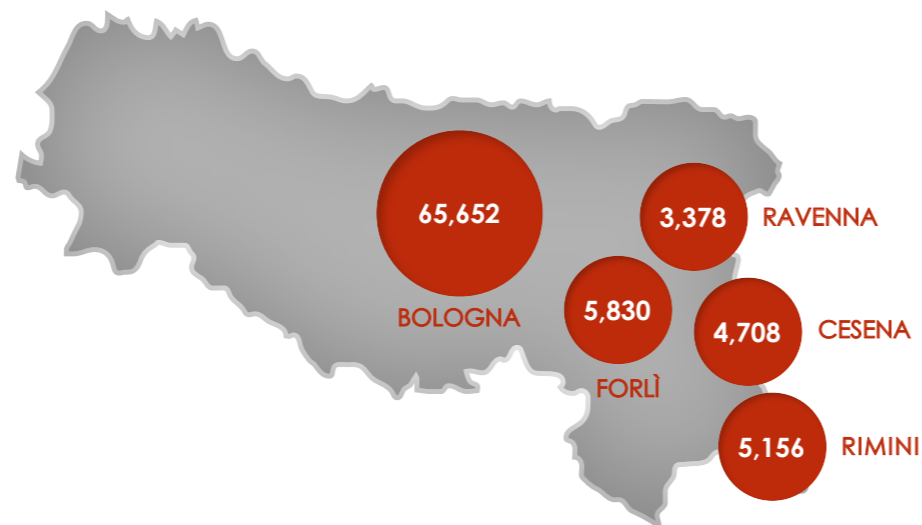 65,652
BOLOGNA
3,378
RAVENNA
5,830
FORLÌ
4,708
CESENA
5,156
RIMINI